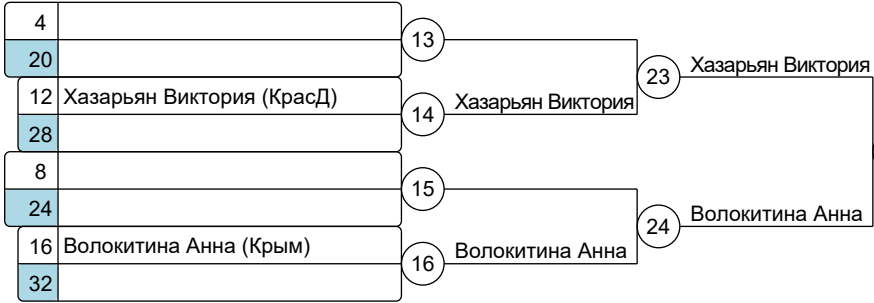 4
20
13
12 Хазарьян Виктория (КрасД)
28
14 Хазарьян Виктория
23 Хазарьян Виктория
8
24
15
16 Волокитина Анна (Крым)
32
16 Волокитина Анна
24 Волокитина Анна